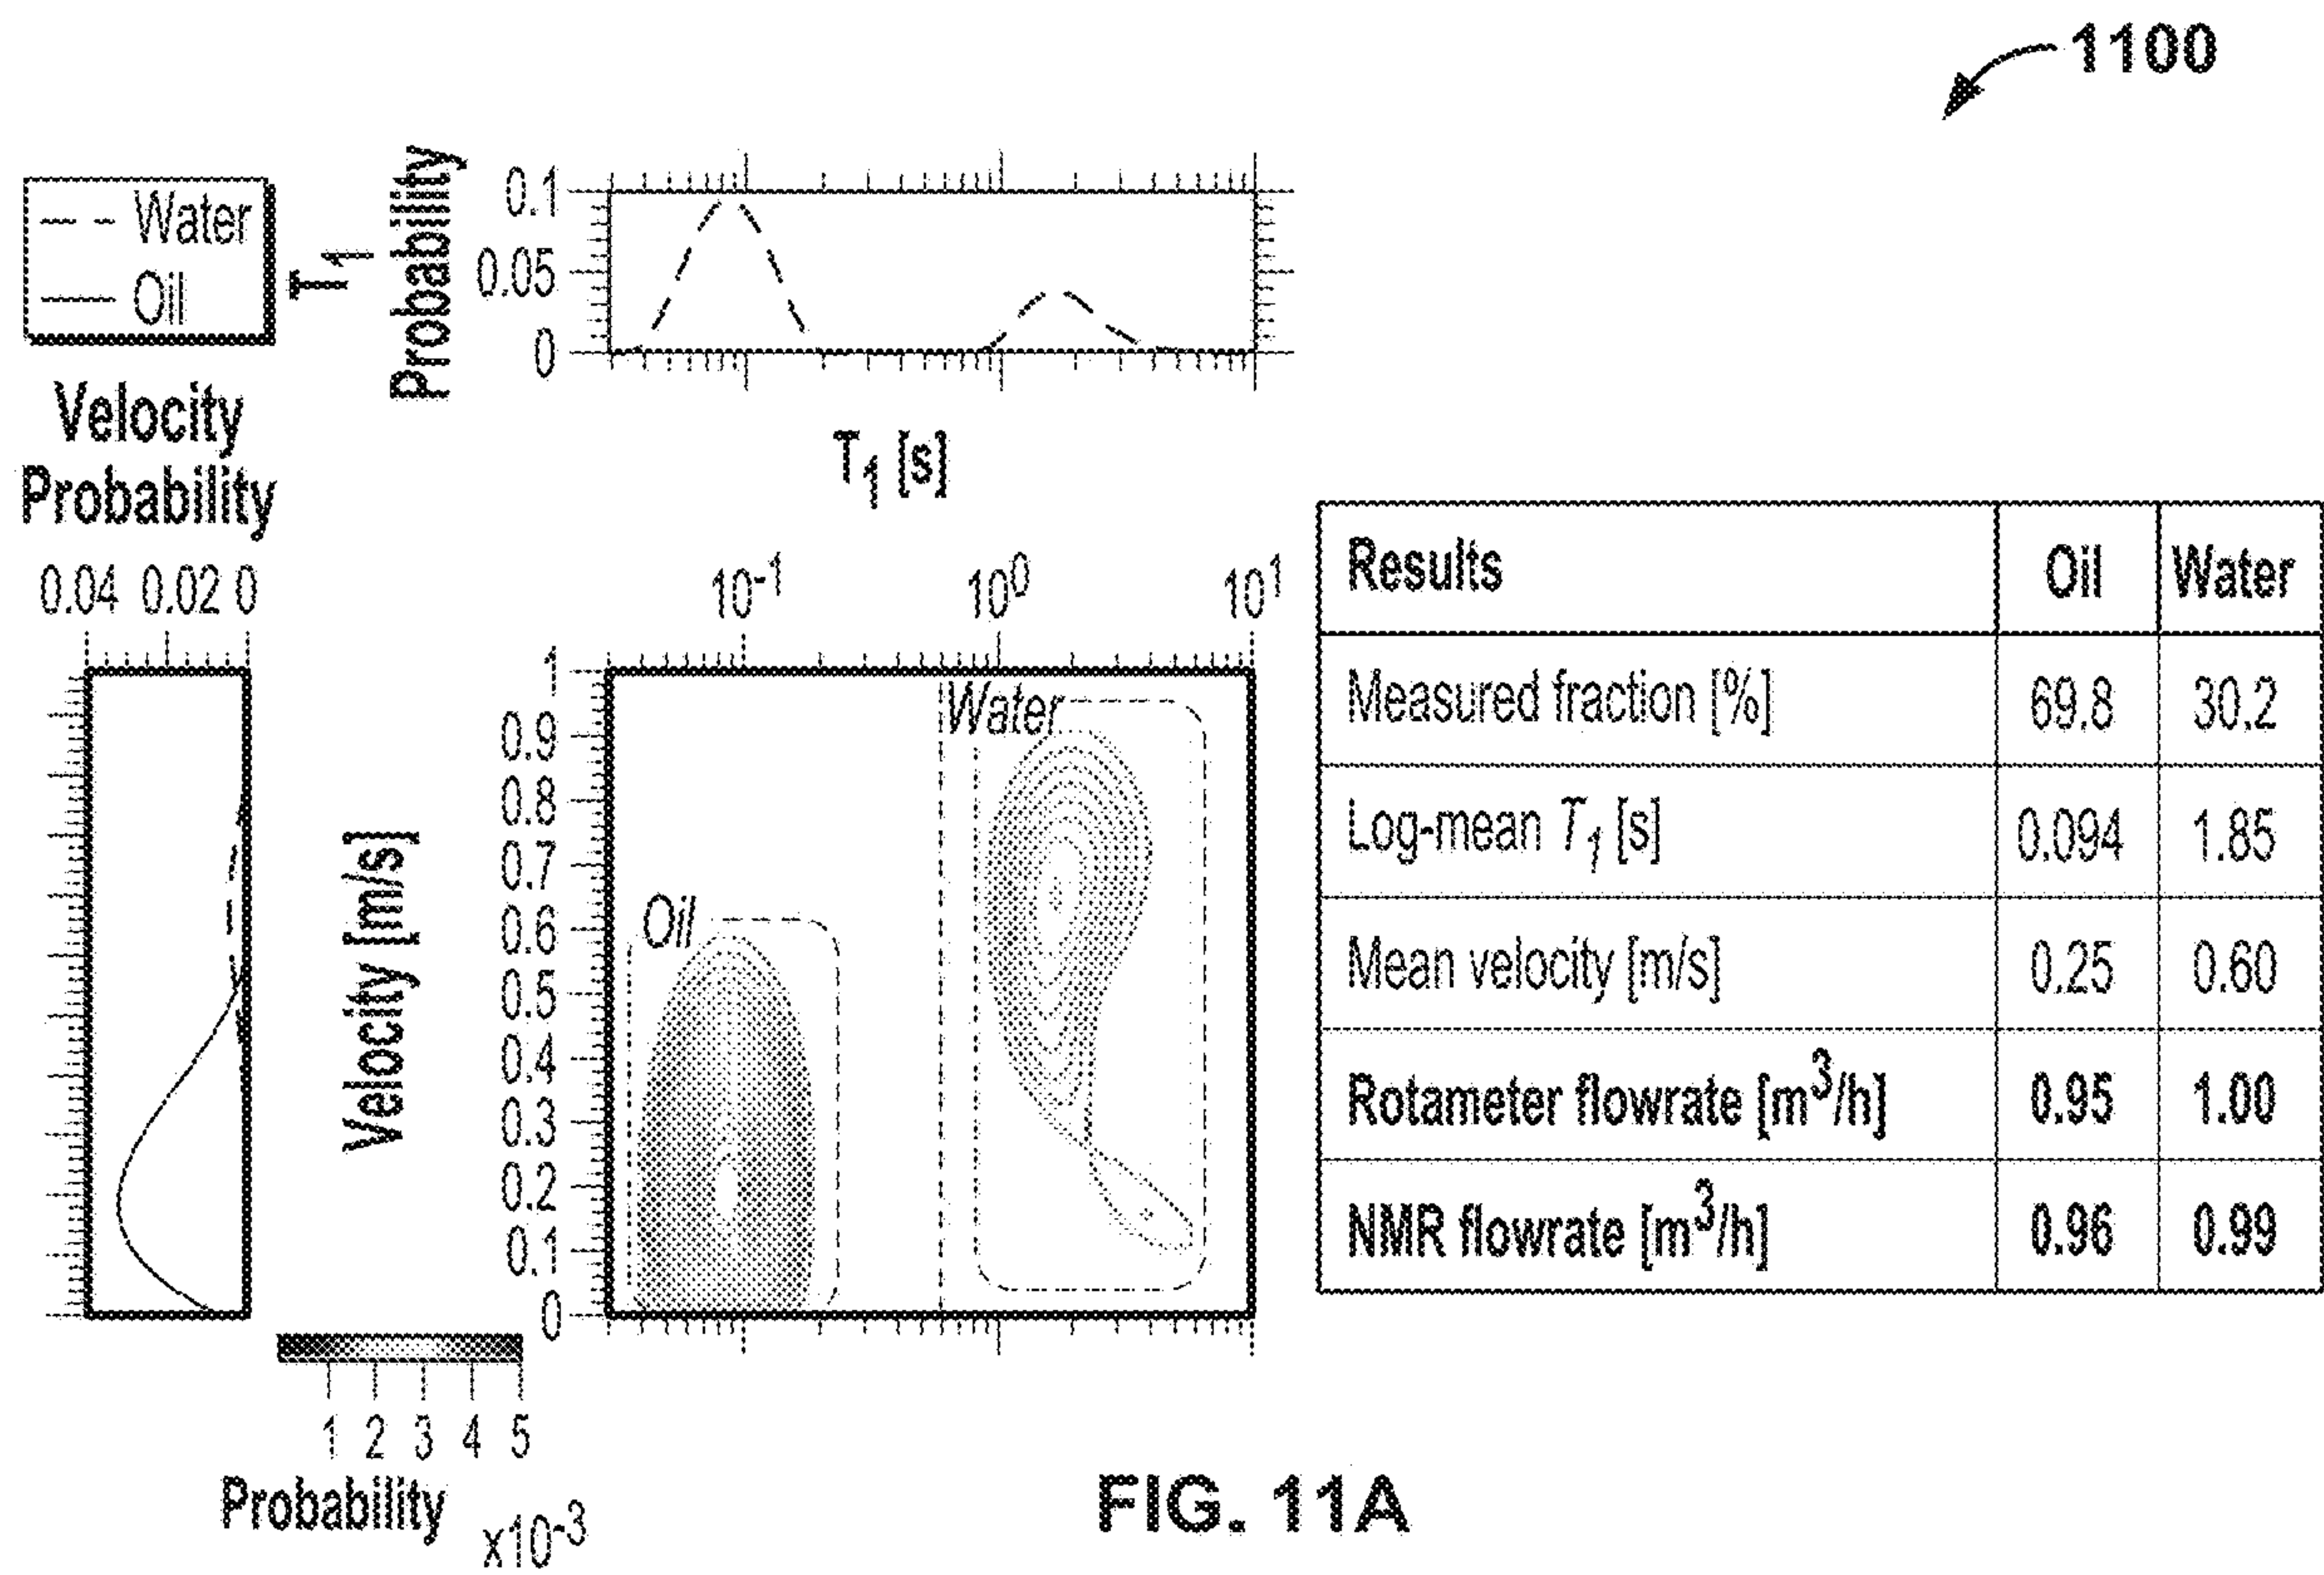 1100
Water
Oil
T1
Probability
0.1
0.05
0
T1 [s]
Velocity
Probability
0.04 0.02 0
10-1 100 101
Velocity [m/s]
1
0.9
0.8
0.7
0.6
0.5
0.4
0.3
0.2
0.1
0
Water
Oil
Results Oil Water
Measured fraction [%] 69.8 30.2
Log-mean T1 [s] 0.094 1.85
Mean velocity [m/s] 0.25 0.60
Rotameter flowrate [m3/h] 0.95 1.00
NMR flowrate [m3/h] 0.96 0.99
1 2 3 4 5
Probability
x10-3
FIG. 11A